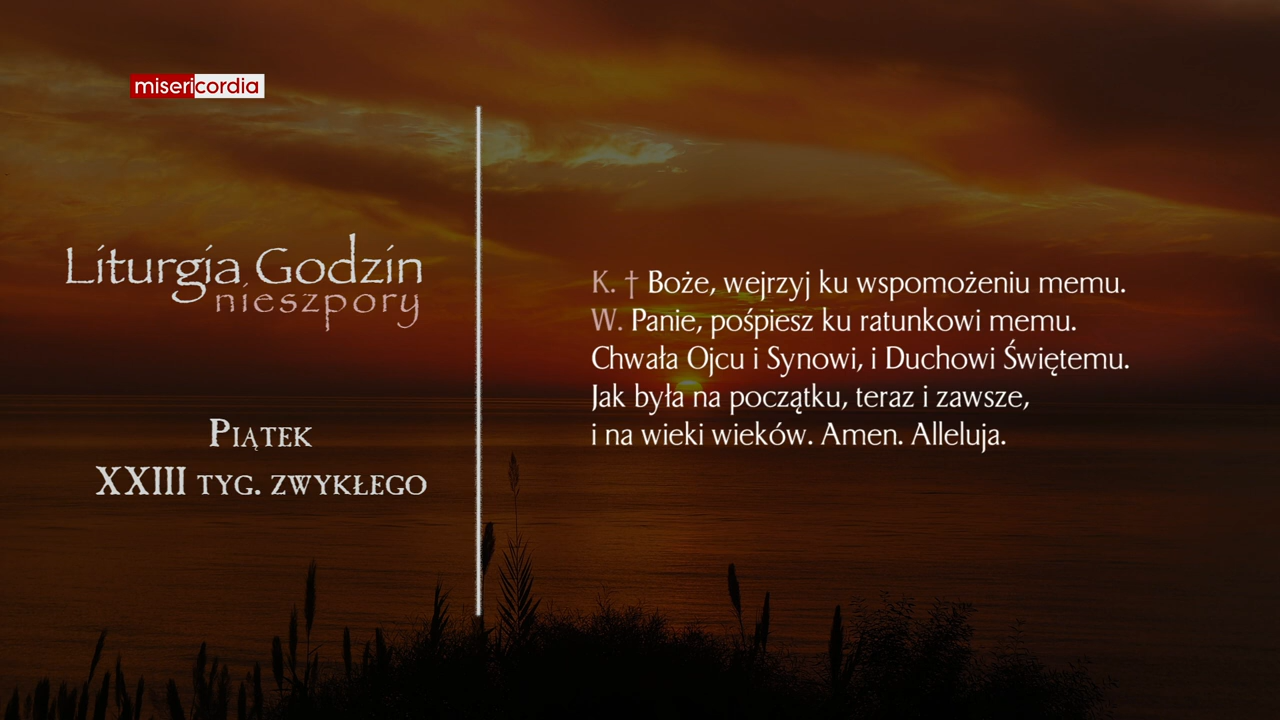 misericordia
Liturgia Godzin
nieszpory
Piątek
XXIII tyg. zwykłego
K. † Boże, wejrzyj ku wspomożeniu memu.
W. Panie, pośpiesz ku ratunkowi memu.
Chwała Ojcu i Synowi, i Duchowi Świętemu.
Jak była na początku, teraz i zawsze,
i na wieki wieków. Amen. Alleluja.